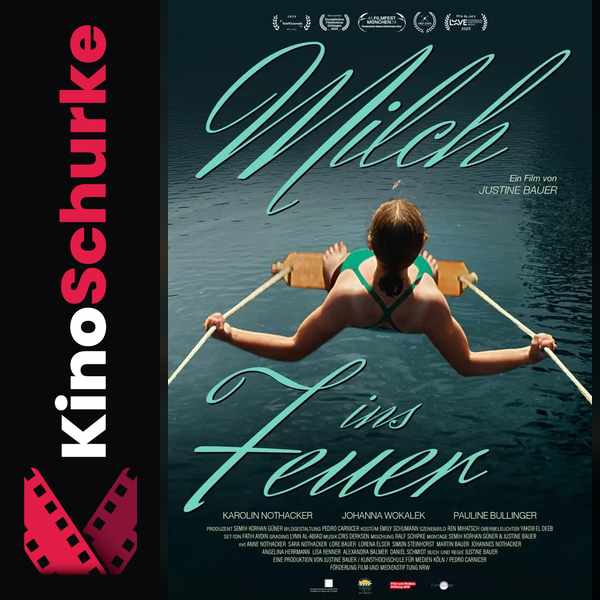 KinoSchurke
FILMFEST MÜNCHEN
Milch
Ein Film von
JUSTINE BAUER
ins
Feuer
KAROLIN NOTHACKER JOHANNA WOKALEK PAULINE BULLINGER
PRODUZENT SEMIH KORHAN GÜNER BILDGESTALTUNG PEDRO CARNICER KOSTÜM EMILY SCHUMANN SZENENBILD REN MIHATSCH OBERBELEUCHTER YAKOB EL DEEB
SET-TON FATIH AYDIN GRADING LYNN AL-ABIAD MUSIK CRIS DERKSEN MISCHUNG RALF SCHIPKE MONTAGE SEMIH KORHAN GÜNER & JUSTINE BAUER
mit ANNE NOTHACKER SARA NOTHACKER LORE BAUER LORENA ELSER SIMON STEINHORST MARTIN BAUER JOHANNES NOTHACKER
ANGELINA HERRMANN LISA RENNER ALEXANDRA BALIMER DANIEL SCHMIDT BUCH UND REGIE JUSTINE BAUER
EINE PRODUKTION VON JUSTINE BAUER / KUNSTHOCHSCHULE FÜR MEDIEN KÖLN / PEDRO CARNICER
FÖRDERUNG FILM-UND MEDIENSTIFTUNG NRW